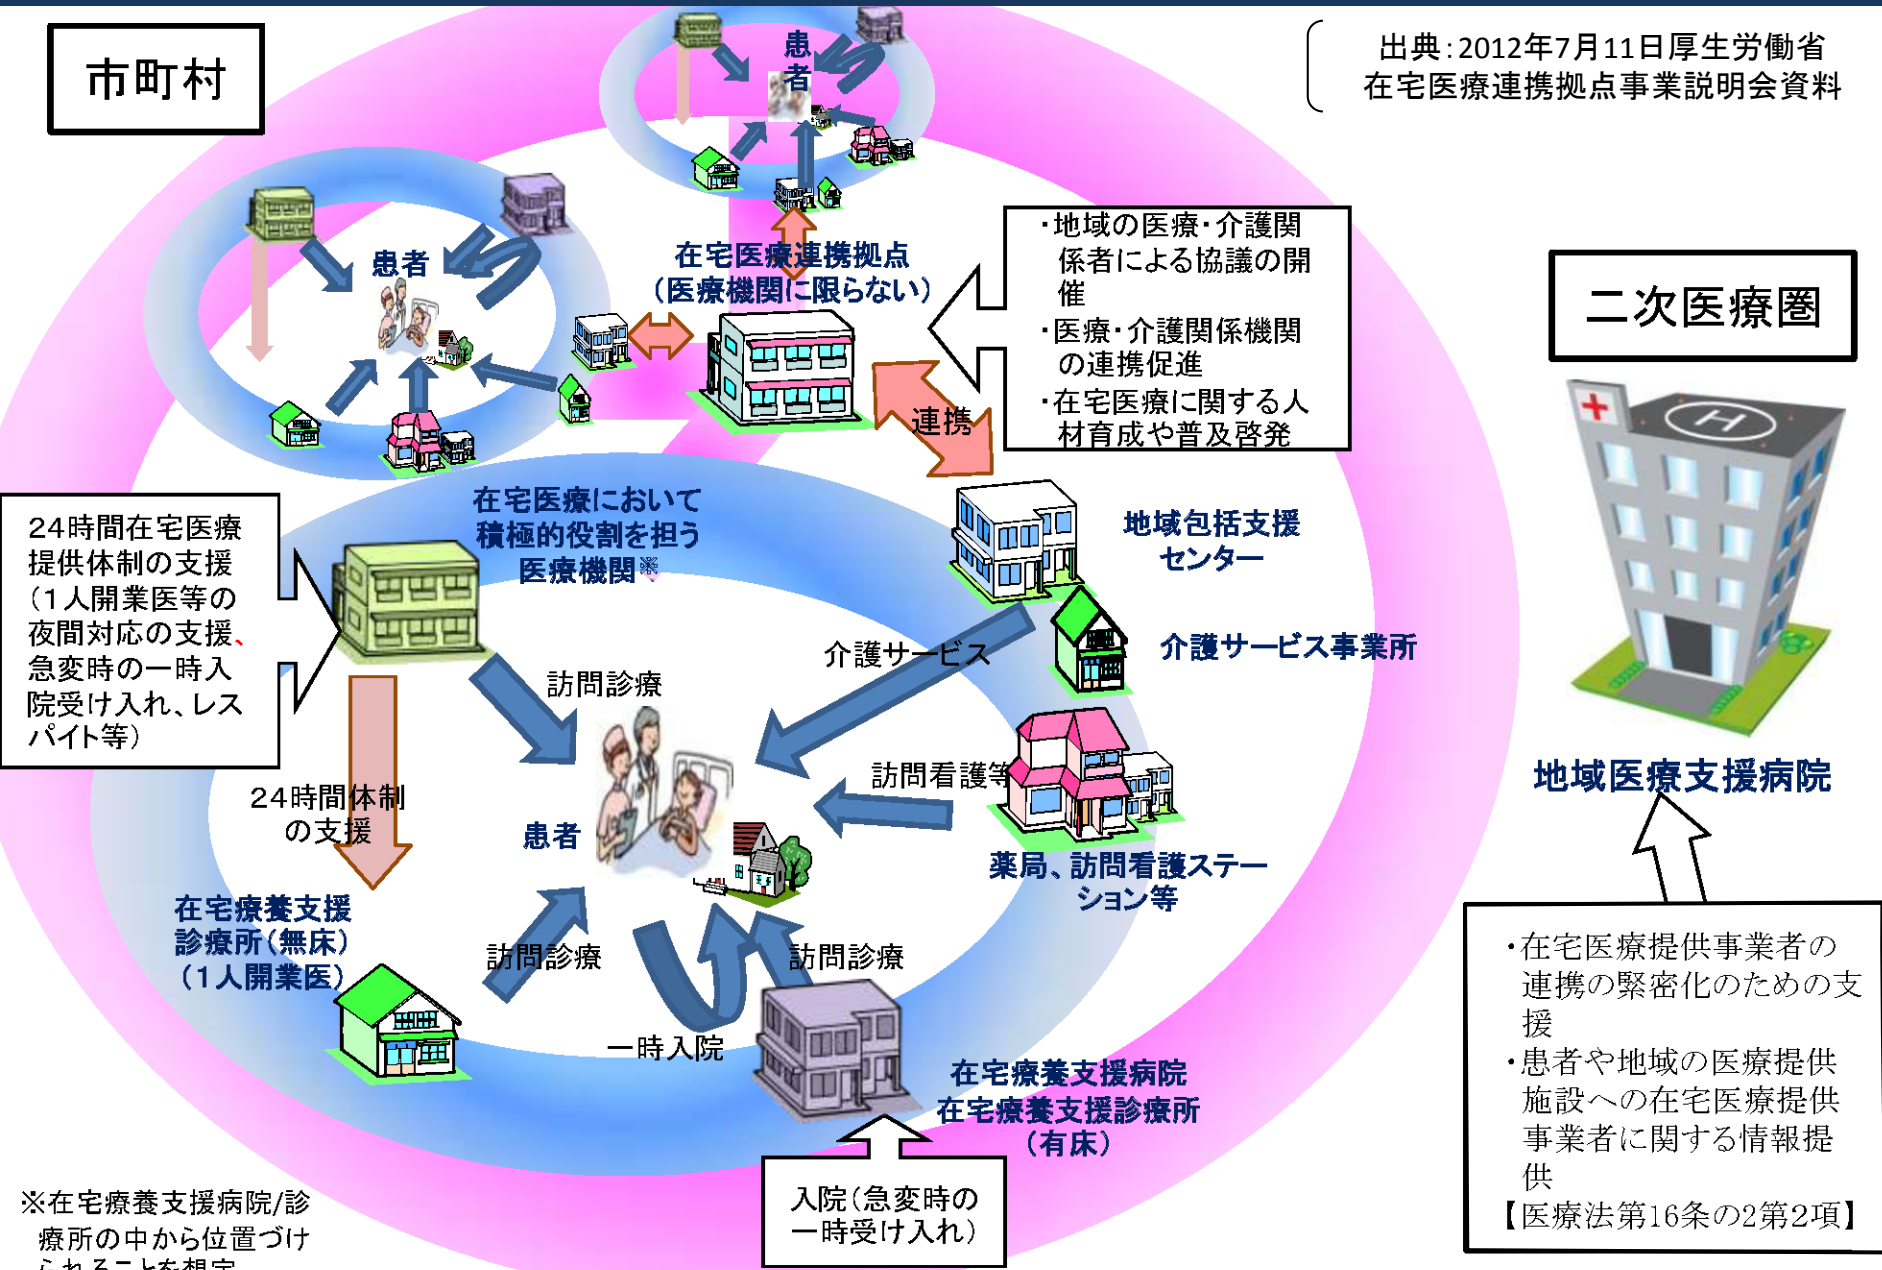 市町村
出典:2012年7月11日厚生労働省
在宅医療連携拠点事業説明会資料
患
者
患者
在宅医療連携拠点
(医療機関に限らない)
・地域の医療・介護関
係者による協議の開
催
・医療・介護関係機関
の連携促進
・在宅医療に関する人
材育成や普及啓発
連携
二次医療圏
H
地域医療支援病院
・在宅医療提供事業者の
連携の緊密化のための支
援
・患者や地域の医療提供
施設への在宅医療提供
事業者に関する情報提
供
【医療法第16条の2第2項】
24時間在宅医療
提供体制の支援
(1人開業医等の
夜間対応の支援、
急変時の一時入
院受け入れ、レス
パイト等)
在宅医療において
積極的役割を担う
医療機関※
地域包括支援
センター
介護サービス
介護サービス事業所
訪問診療
訪問看護等
24時間体制
の支援
患者
薬局、訪問看護ステー
ション等
在宅療養支援
診療所(無床)
(1人開業医)
訪問診療
訪問診療
一時入院
在宅療養支援病院
在宅療養支援診療所
(有床)
入院(急変時の
一時受け入れ)
※在宅療養支援病院/診
療所の中から位置づけ
られることを想定